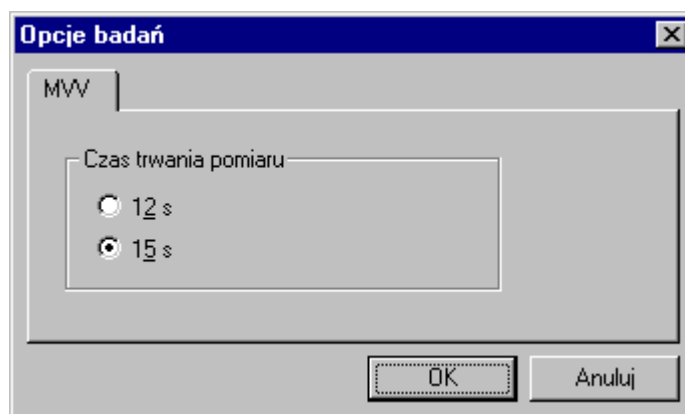 Opcje badań
MVV
Czas trwania pomiaru
12 s
15 s
OK
Anuluj